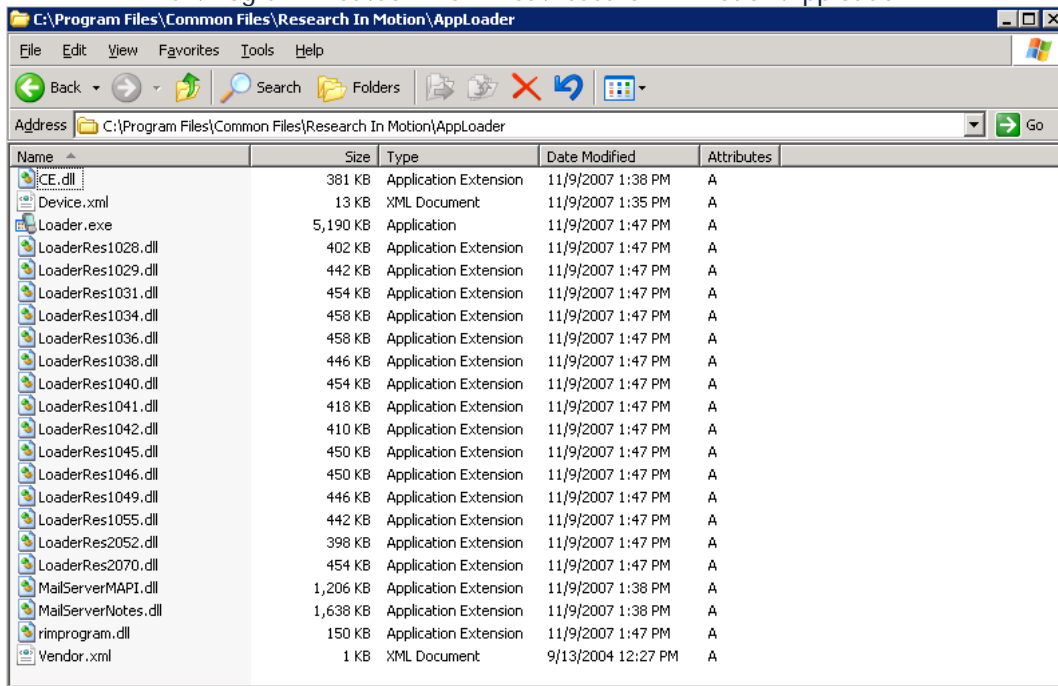 C:\Program Files\Common Files\Research In Motion\AppLoader
File Edit View Favorites Tools Help
Back Search Folders
Address C:\Program Files\Common Files\Research In Motion\AppLoader Go
Name Size Type Date Modified Attributes
CE.dll 381 KB Application Extension 11/9/2007 1:38 PM A
Device.xml 13 KB XML Document 11/9/2007 1:35 PM A
Loader.exe 5,190 KB Application 11/9/2007 1:47 PM A
LoaderRes1028.dll 402 KB Application Extension 11/9/2007 1:47 PM A
LoaderRes1029.dll 442 KB Application Extension 11/9/2007 1:47 PM A
LoaderRes1031.dll 454 KB Application Extension 11/9/2007 1:47 PM A
LoaderRes1034.dll 458 KB Application Extension 11/9/2007 1:47 PM A
LoaderRes1036.dll 458 KB Application Extension 11/9/2007 1:47 PM A
LoaderRes1038.dll 446 KB Application Extension 11/9/2007 1:47 PM A
LoaderRes1040.dll 454 KB Application Extension 11/9/2007 1:47 PM A
LoaderRes1041.dll 418 KB Application Extension 11/9/2007 1:47 PM A
LoaderRes1042.dll 410 KB Application Extension 11/9/2007 1:47 PM A
LoaderRes1045.dll 450 KB Application Extension 11/9/2007 1:47 PM A
LoaderRes1046.dll 450 KB Application Extension 11/9/2007 1:47 PM A
LoaderRes1049.dll 446 KB Application Extension 11/9/2007 1:47 PM A
LoaderRes1055.dll 442 KB Application Extension 11/9/2007 1:47 PM A
LoaderRes2052.dll 398 KB Application Extension 11/9/2007 1:47 PM A
LoaderRes2070.dll 454 KB Application Extension 11/9/2007 1:47 PM A
MailServerMAPI.dll 1,206 KB Application Extension 11/9/2007 1:38 PM A
MailServerNotes.dll 1,638 KB Application Extension 11/9/2007 1:38 PM A
rimprogram.dll 150 KB Application Extension 11/9/2007 1:47 PM A
Vendor.xml 1 KB XML Document 9/13/2004 12:27 PM A